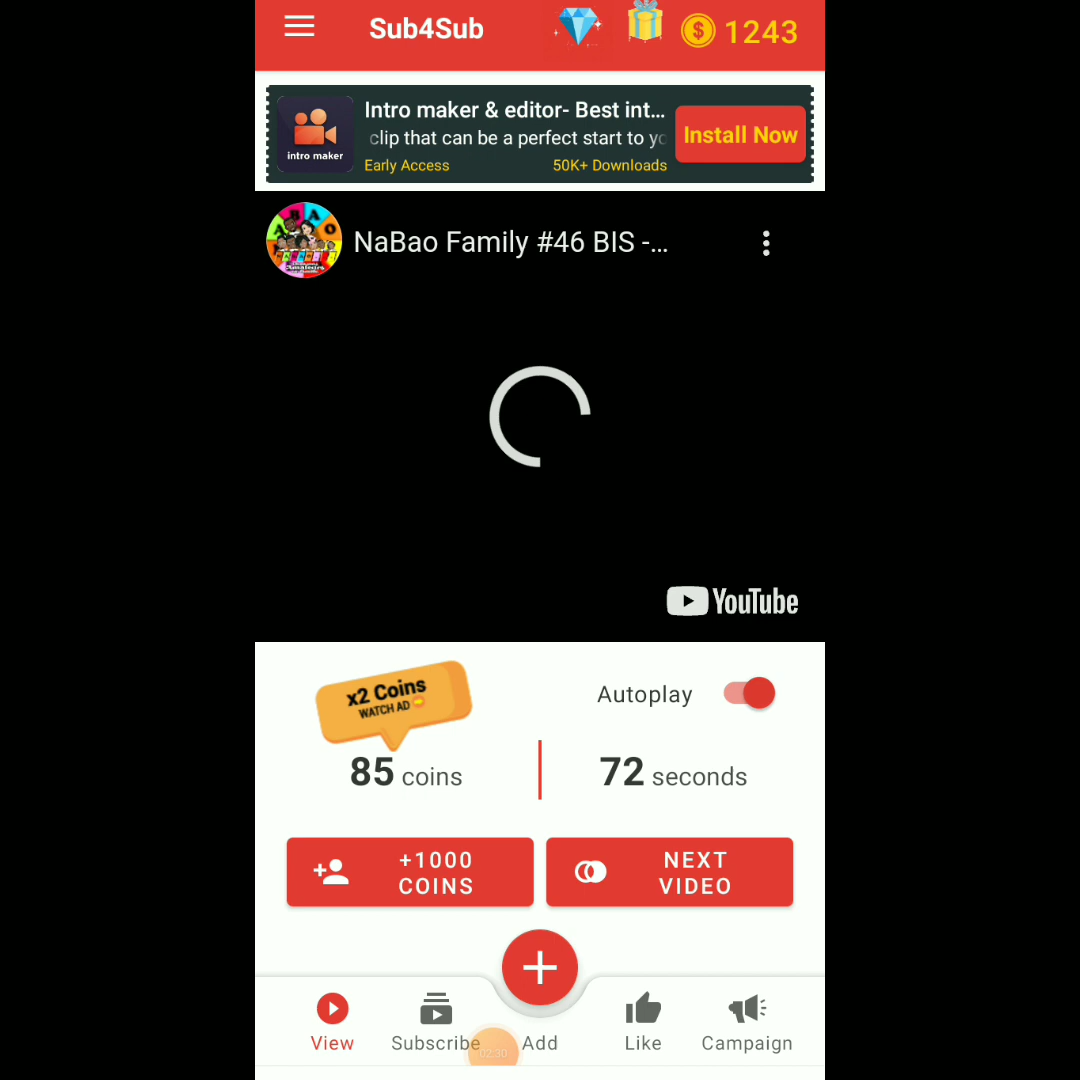 Sub4Sub
1243
Intro maker & editor- Best int...
clip that can be a perfect start to yo
intro maker
Early Access
50K+ Downloads
Install Now
NaBao Family #46 BIS -...
YouTube
x2 Coins
WATCH AD
Autoplay
85 coins
72 seconds
+1000
COINS
NEXT
VIDEO
View
Subscribe
Add
Like
Campaign
02:30